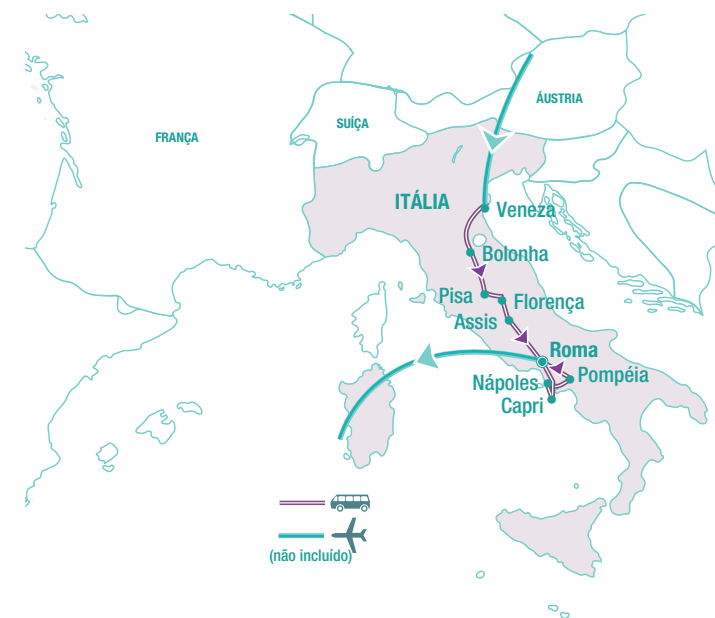 ÁUSTRIA
SUÍÇA
FRANÇA
ITÁLIA
Veneza
Bolonha
Pisa
Florença
Assis
Roma
Pompéia
Nápoles
Capri
(não incluído)